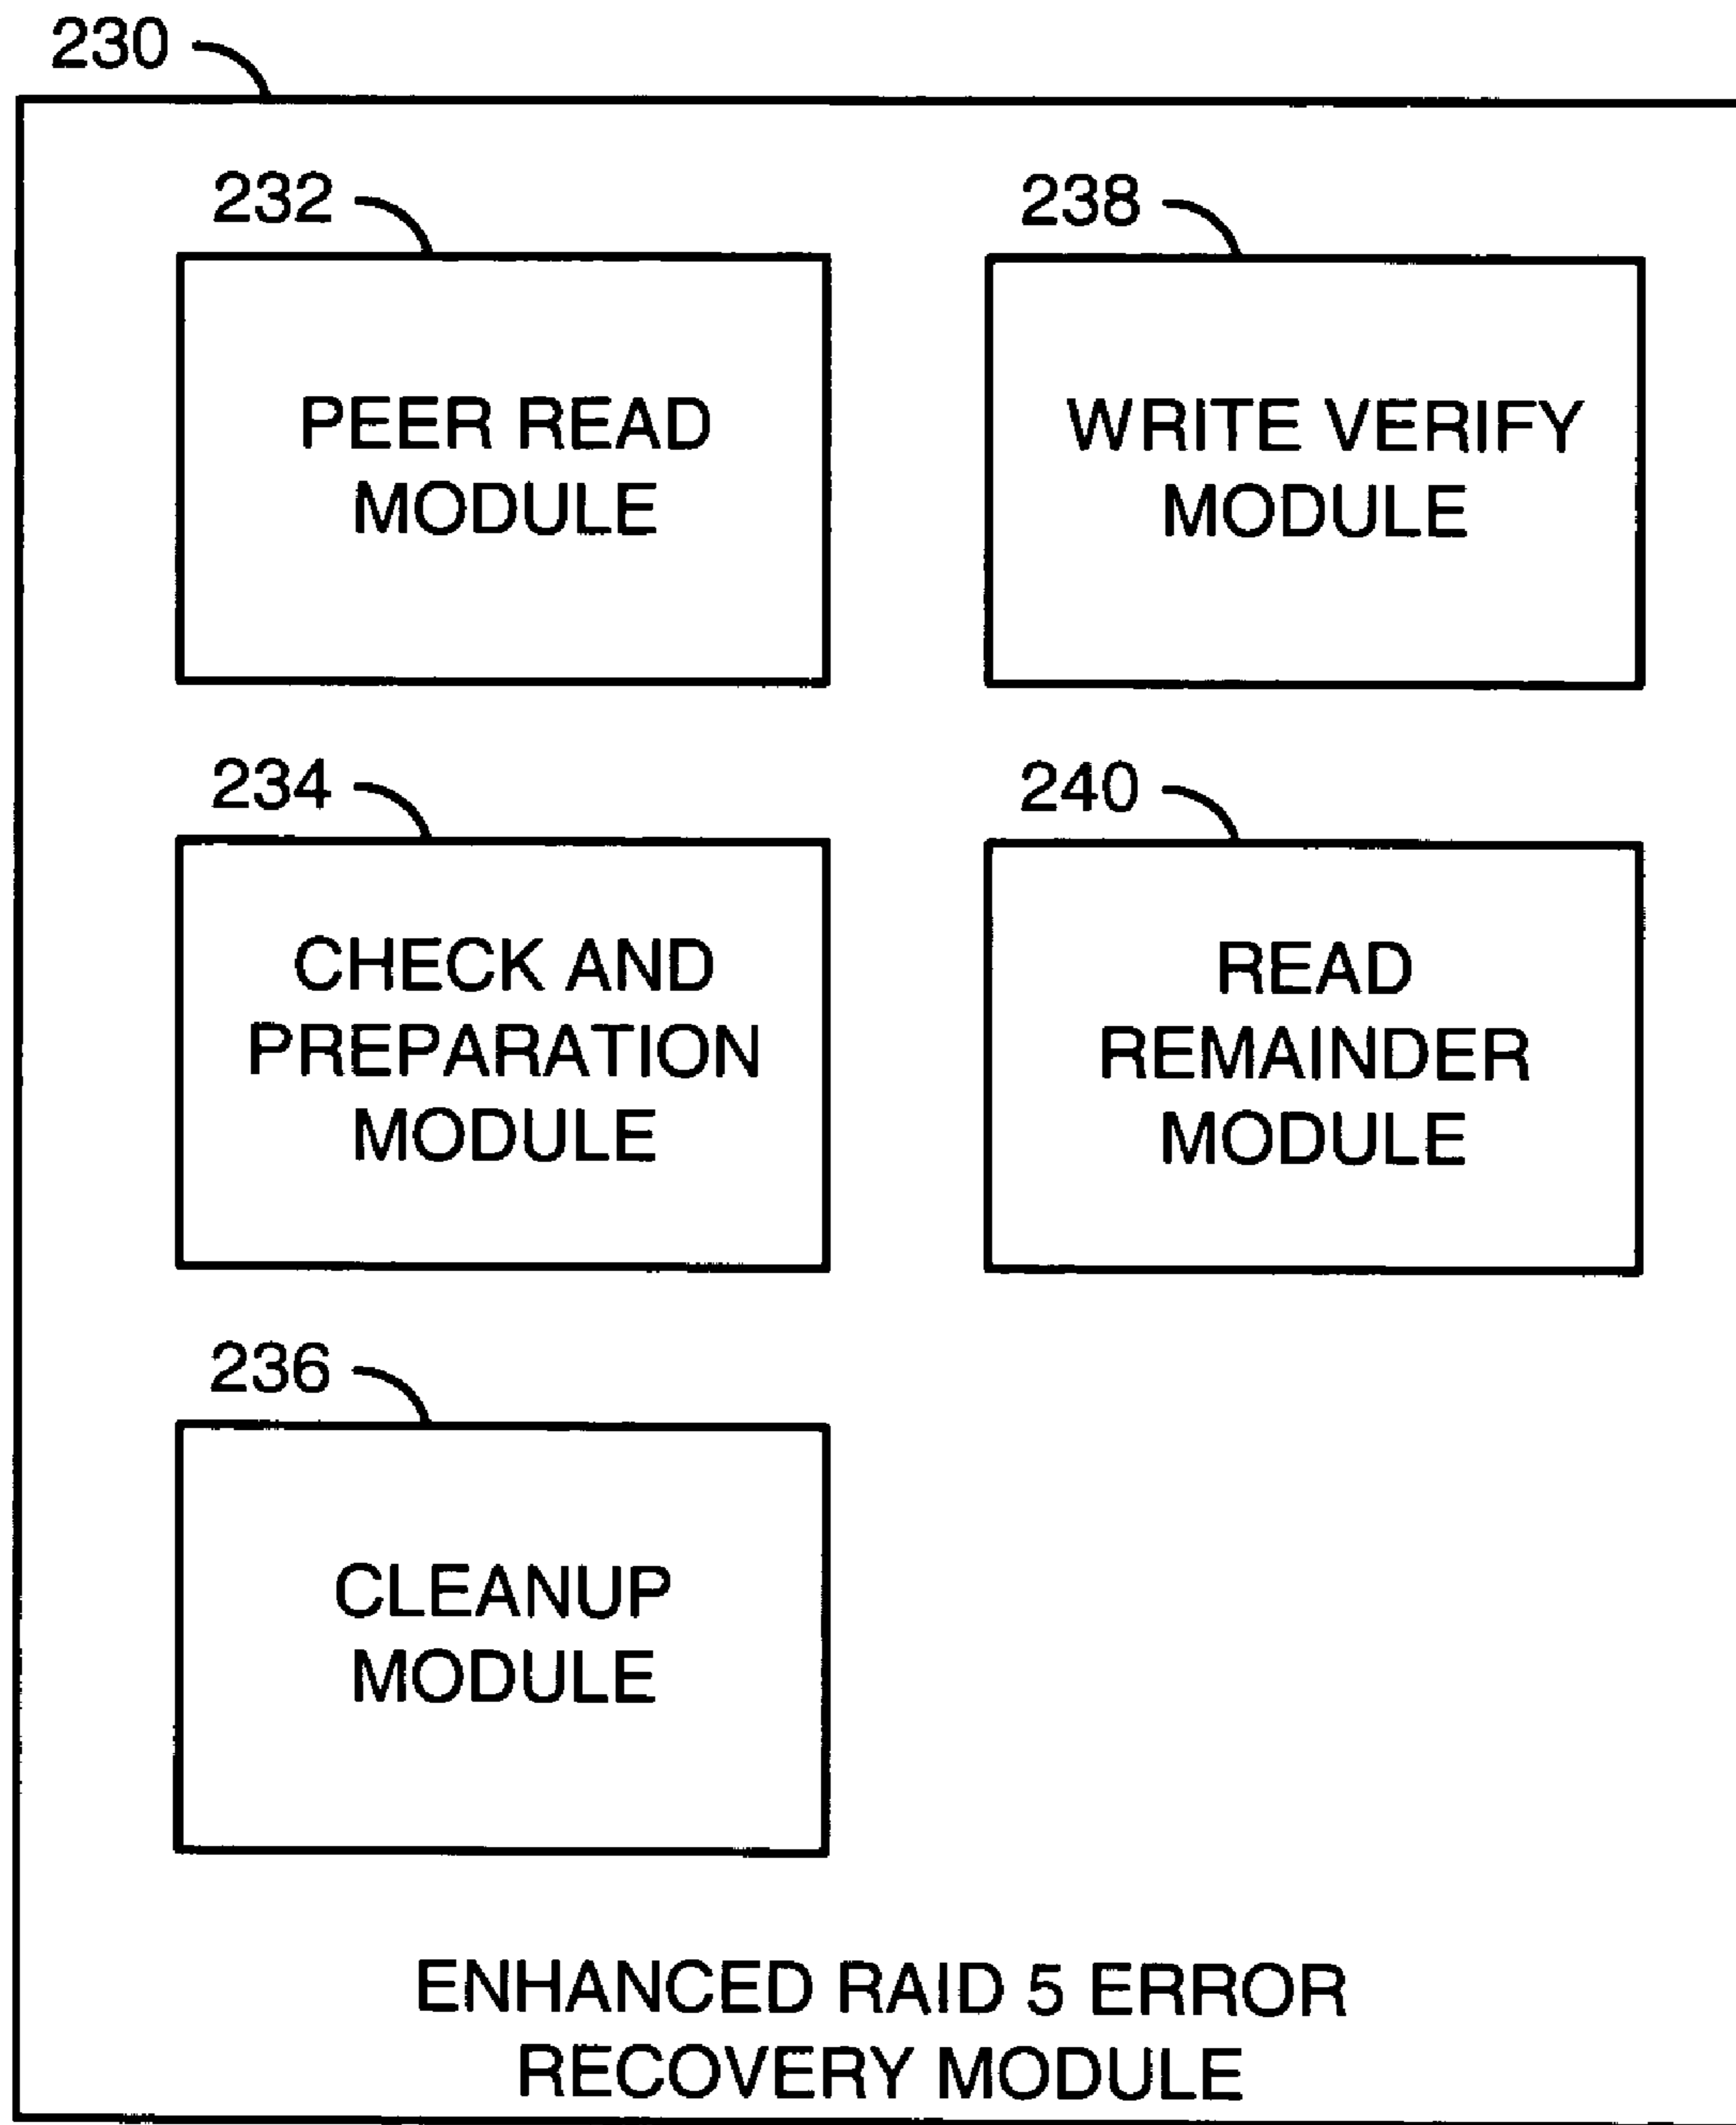 230
232
PEER READ
MODULE
238
WRITE VERIFY
MODULE
234
CHECK AND
PREPARATION
MODULE
240
READ
REMAINDER
MODULE
236
CLEANUP
MODULE
ENHANCED RAID 5 ERROR
RECOVERY MODULE